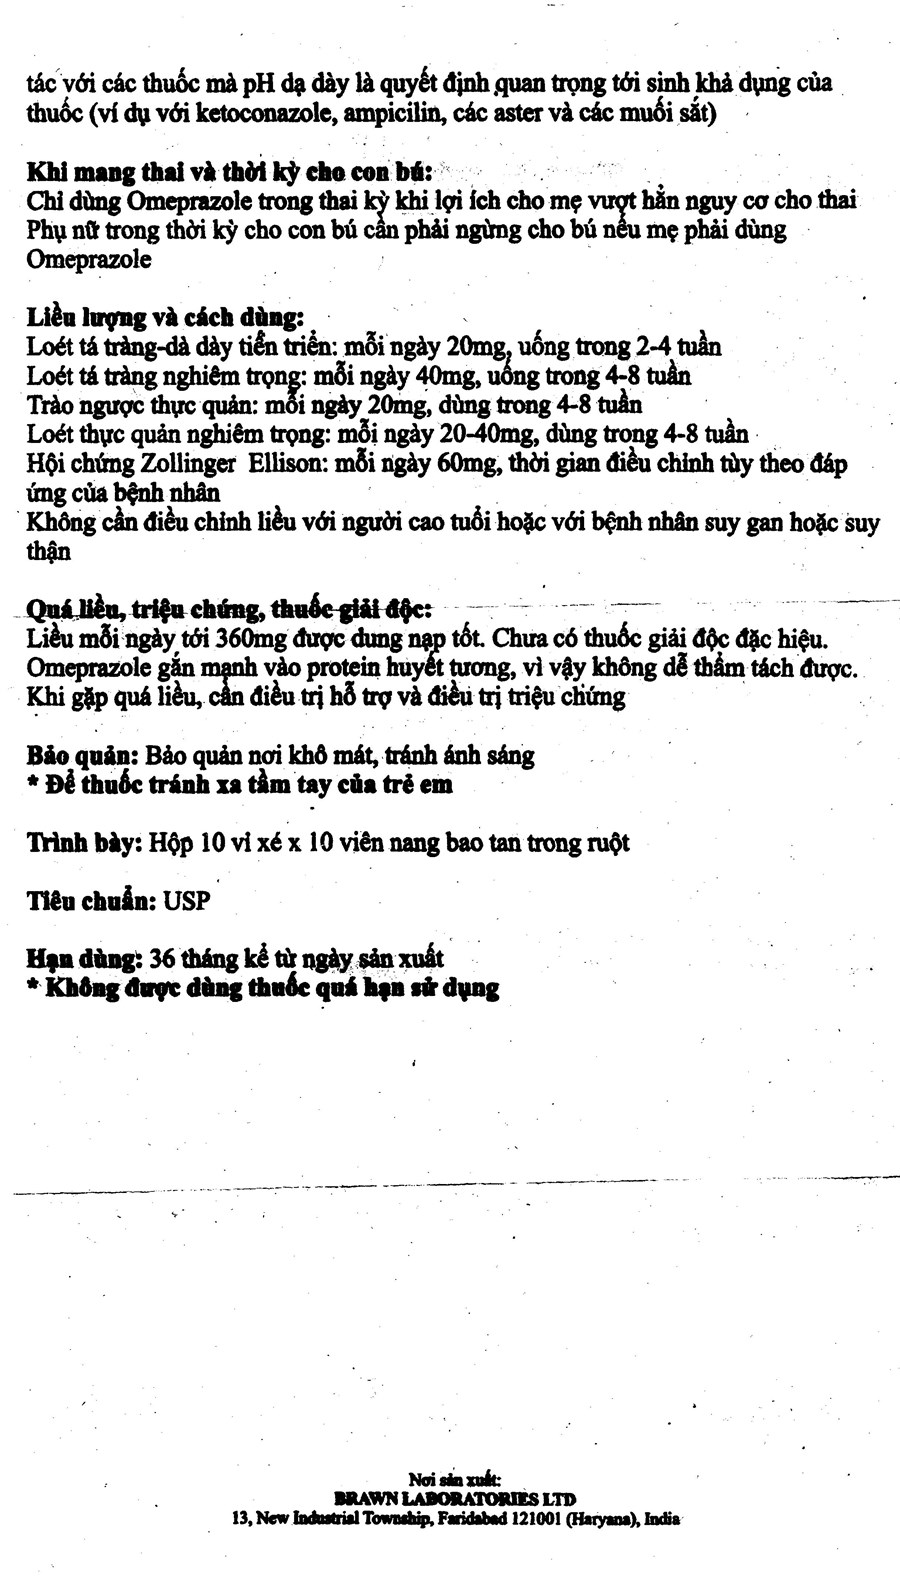 tác với các thuốc mà pH dạ dày là quyết định quan trọng tới sinh khả dụng của
thuốc (ví dụ với ketoconazole, ampicilin, các aster và các muối sắt)
Khi mang thai và thời kỳ cho con bú:
Chỉ dùng Omeprazole trong thai kỳ khi lợi ích cho mẹ vượt hẳn nguy cơ cho thai
Phụ nữ trong thời kỳ cho con bú cần phải ngừng cho bú nếu mẹ phải dùng
Omeprazole
Liều lượng và cách dùng:
Loét tá tràng-dà dày tiến triển: mỗi ngày 20mg, uống trong 2-4 tuần
Loét tá tràng nghiêm trọng: mỗi ngày 40mg, uống trong 4-8 tuần
Trào ngược thực quản: mỗi ngày 20mg, dùng trong 4-8 tuần
Loét thực quản nghiêm trọng: mỗi ngày 20-40mg, dùng trong 4-8 tuần
Hội chứng Zollinger Ellison: mỗi ngày 60mg, thời gian điều chỉnh tùy theo đáp
ứng của bệnh nhân
Không cần điều chỉnh liều với người cao tuổi hoặc với bệnh nhân suy gan hoặc suy
thận
Quá liều, triệu chứng, thuốc giải độc:
Liều mỗi ngày tới 360mg được dung nạp tốt. Chưa có thuốc giải độc đặc hiệu.
Omeprazole gắn mạnh vào protein huyết tương, vì vậy không dễ thẩm tách được.
Khi gặp quá liều, cần điều trị hỗ trợ và điều trị triệu chứng
Bảo quản: Bảo quản nơi khô mát, tránh ánh sáng
* Để thuốc tránh xa tầm tay của trẻ em
Trình bày: Hộp 10 vỉ xé x 10 viên nang bao tan trong ruột
Tiêu chuẩn: USP
Hạn dùng: 36 tháng kể từ ngày sản xuất
* Không được dùng thuốc quá hạn sử dụng
Nơi sản xuất:
BRAWN LABORATORIES LTD
13, New Industrial Township, Faridabad 121001 (Haryana), India